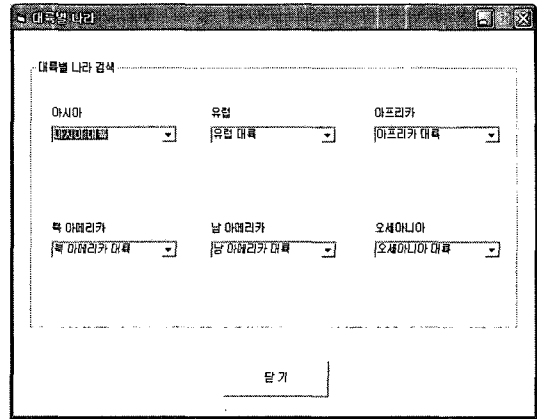 대륙별 나라
대륙별 나라 검색
아시아 유럽 아프리카
아시아 대륙 유럽 대륙 아프리카 대륙
북 아메리카 남 아메리카 오세아니아
북 아메리카 대륙 남 아메리카 대륙 오세아니아 대륙
닫 기